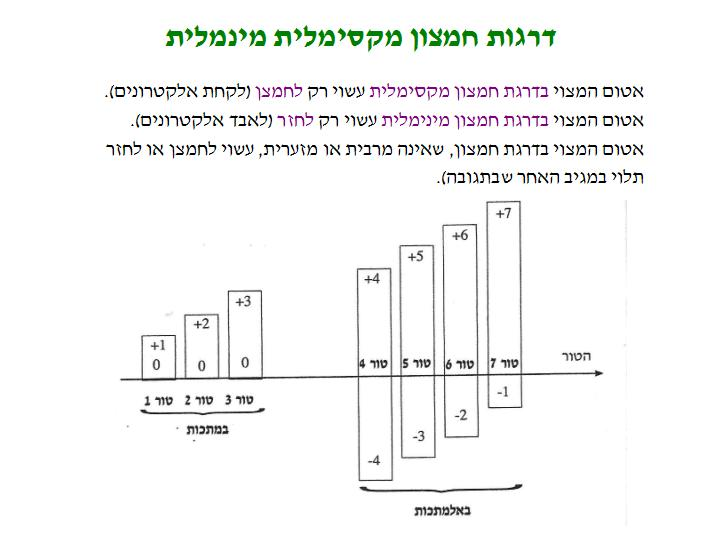 דרגות חמצון מקסימלית מינמלית
אטום המצוי בדרגת חמצון מקסימלית עשוי רק לחמצן (לקחת אלקטרונים).
אטום המצוי בדרגת חמצון מינימלית עשוי רק לחזר (לאבד אלקטרונים).
אטום המצוי בדרגת חמצון, שאינה מרבית או מזערית, עשוי לחמצן או לחזר
תלוי במגיב האחר שבתגובה).
+7
+6
+5
+4
+3
+2
+1
0 0 0
הטור
טור 7 טור 6 טור 5 טור 4
טור 3 טור 2 טור 1
-1
-2
-3
-4
במתכות
באלמתכות